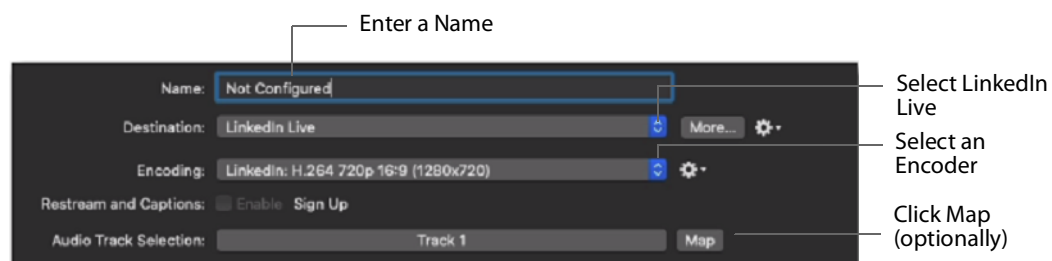 Enter a Name
Name: Not Configured
Select LinkedIn
Live
Destination: LinkedIn Live More...
Select an
Encoder
Encoding: LinkedIn: H.264 720p 16:9 (1280x720)
Restream and Captions: Enable Sign Up
Click Map
(optionally)
Audio Track Selection: Track 1 Map